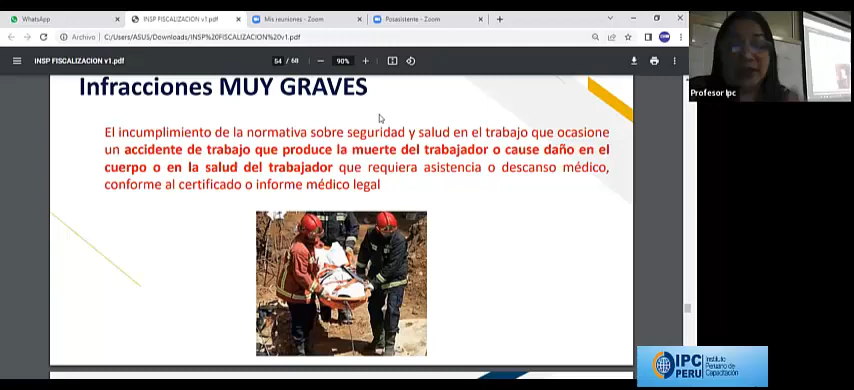 WhatsApp
INSP FISCALIZACION v1.pdf
Mis reuniones - Zoom
Posasistente - Zoom
Archivo
C:/Users/ASUS/Downloads/INSP%20FISCALIZACION%20v1.pdf
INSP FISCALIZACION v1.pdf
54 / 68
90%
Infracciones MUY GRAVES
El incumplimiento de la normativa sobre seguridad y salud en el trabajo que ocasione
un accidente de trabajo que produce la muerte del trabajador o cause daño en el
cuerpo o en la salud del trabajador que requiera asistencia o descanso médico,
conforme al certificado o informe médico legal
Profesor Ipc
IPC
PERU
Instituto
Peruano de
Capacitación